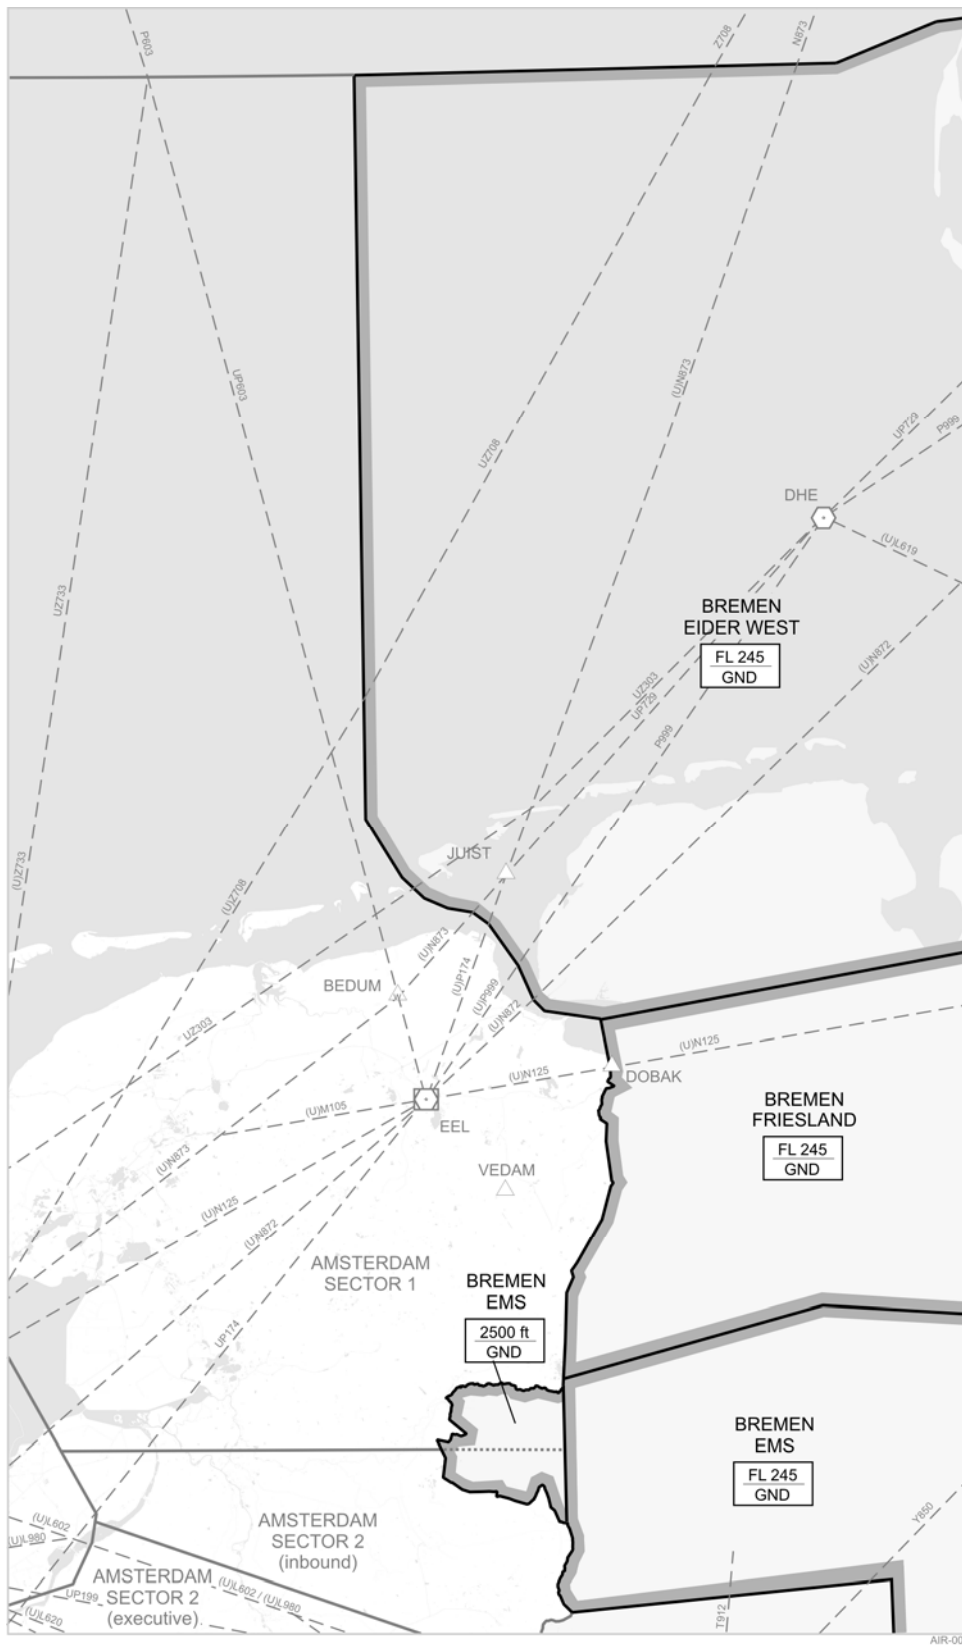 P603
Z708
N873
UP603
(U)N873
UP729
P999
UZ708
DHE
(U)L619
UZ733
BREMEN
EIDER WEST
FL 245
GND
(U)N872
UZ303
UP729
P999
JUIST
(U)Z733
(U)Z708
(U)N873
(U)P174
BEDUM
(U)P999
(U)N872
UZ303
(U)N125
(U)N125
DOBAK
(U)M105
EEL
BREMEN
FRIESLAND
FL 245
GND
(U)N873
VEDAM
(U)N125
(U)N872
AMSTERDAM
SECTOR 1
BREMEN
EMS
2500 ft
GND
UP174
BREMEN
EMS
FL 245
GND
Y850
(U)L602
(U)L980
AMSTERDAM
SECTOR 2
(inbound)
AMSTERDAM
SECTOR 2
(executive)
UP199
(U)L602 / (U)L980
(U)L620
T912
AIR-00